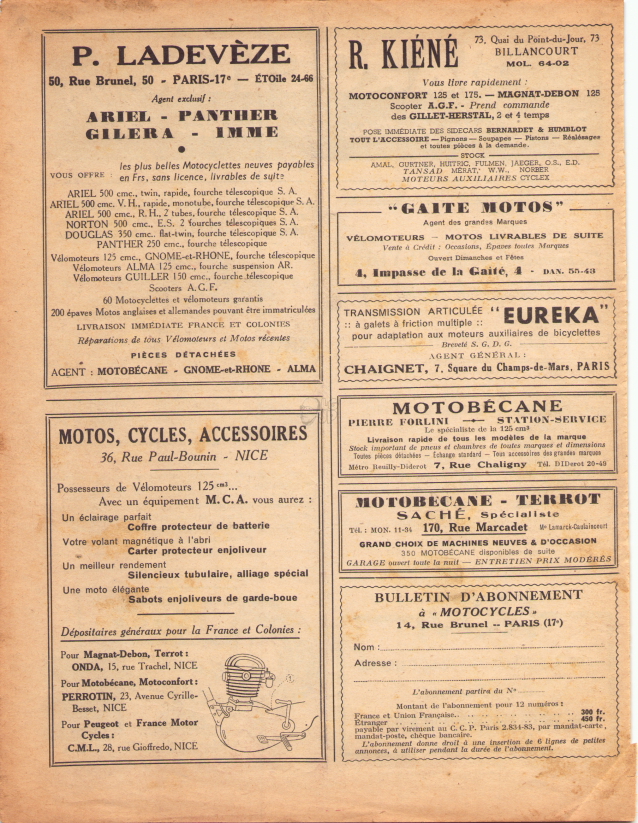 P. LADEVÈZE
50, Rue Brunel, 50 - PARIS-17e — ÉTOile 24-66
Agent exclusif :
ARIEL - PANTHER
GILERA - IMME
VOUS OFFRE :
les plus belles Motocyclettes neuves payables
en Frs, sans licence, livrables de suite
ARIEL 500 cmc., twin, rapide, fourche télescopique S. A.
ARIEL 500 cmc. V. H., rapide, monotube, fourche télescopique S. A.
ARIEL 500 cmc., R. H., 2 tubes, fourche télescopique S. A.
NORTON 500 cmc., E.S. 2 fourches télescopiques S. A.
DOUGLAS 350 cmc. flat-twin, fourche télescopique S. A.
PANTHER 250 cmc., fourche télescopique
Vélomoteurs 125 cmc., GNOME-et-RHONE, fourche télescopique
Vélomoteurs ALMA 125 cmc., fourche suspension AR.
Vélomoteurs GUILLER 150 cmc., fourche télescopique
Scooters A.G.F.
60 Motocyclettes et vélomoteurs garantis
200 épaves Motos anglaises et allemandes pouvant être immatriculées
LIVRAISON IMMÉDIATE FRANCE ET COLONIES
Réparations de tous Vélomoteurs et Motos récentes
PIÈCES DÉTACHÉES
AGENT : MOTOBÉCANE - GNOME-et-RHONE - ALMA
MOTOS, CYCLES, ACCESSOIRES
36, Rue Paul-Bounin - NICE
Possesseurs de Vélomoteurs 125 cm3...
Avec un équipement M.C.A. vous aurez :
Un éclairage parfait
Coffre protecteur de batterie
Votre volant magnétique à l'abri
Carter protecteur enjoliveur
Un meilleur rendement
Silencieux tubulaire, alliage spécial
Une moto élégante
Sabots enjoliveurs de garde-boue
Dépositaires généraux pour la France et Colonies :
Pour Magnat-Debon, Terrot :
ONDA, 15, rue Trachel, NICE
Pour Motobécane, Motoconfort :
PERROTIN, 23, Avenue Cyrille-
Besset, NICE
Pour Peugeot et France Motor
Cycles :
C.M.L., 28, rue Gioffredo, NICE
R. KIÉNÉ
73, Quai du Point-du-Jour, 73
BILLANCOURT
MOL. 64-02
Vous livre rapidement :
MOTOCONFORT 125 et 175. — MAGNAT-DEBON 125
Scooter A.G.F. - Prend commande
des GILLET-HERSTAL, 2 et 4 temps
POSE IMMÉDIATE DES SIDECARS BERNARDET & HUMBLOT
TOUT L'ACCESSOIRE — Pignons — Soupapes — Pistons — Réalésages
et toutes pièces à la demande.
STOCK
AMAL, GURTNER, HUTRIC, FULMEN, JAEGER, O.S., E.D.
TANSAD MÉRAT, W.W., NORBER
MOTEURS AUXILIAIRES CYCLEX
"GAITE MOTOS"
Agent des grandes Marques
VÉLOMOTEURS — MOTOS LIVRABLES DE SUITE
Vente à Crédit : Occasions, Épaves toutes Marques
Ouvert Dimanches et Fêtes
4, Impasse de la Gaité, 4 - DAN. 55-43
TRANSMISSION ARTICULÉE "EUREKA"
:: à galets à friction multiple ::
pour adaptation aux moteurs auxiliaires de bicyclettes
Breveté S. G. D. G.
AGENT GÉNÉRAL :
CHAIGNET, 7, Square du Champs-de-Mars, PARIS
MOTOBÉCANE
PIERRE FORLINI STATION-SERVICE
Le spécialiste de la 125 cm3
Livraison rapide de tous les modèles de la marque
Stock important de pneus et chambres de toutes marques et dimensions
Toutes pièces détachées — Échange standard — Tous accessoires des grandes marques
Métro Reuilly-Diderot 7, Rue Chaligny Tél. DIDerot 20-49
MOTOBECANE - TERROT
SACHÉ, Spécialiste
TÉL. : MON. 11-34 170, Rue Marcadet Mo Lamarck-Caulaincourt
GRAND CHOIX DE MACHINES NEUVES & D'OCCASION
350 MOTOBÉCANE disponibles de suite
GARAGE ouvert toute la nuit — ENTRETIEN PRIX MODÉRÉS
BULLETIN D'ABONNEMENT
à « MOTOCYCLES »
14, Rue Brunel -- PARIS (17e)
Nom :
Adresse :
L'abonnement partira du No
Montant de l'abonnement pour 12 numéros :
France et Union Française 300 fr.
Étranger 450 fr.
payable par virement au C. C. P. Paris 2.834-83, par mandat-carte,
mandat-poste, chèque bancaire.
L'abonnement donne droit à une insertion de 6 lignes de petites
annonces, à utiliser pendant la durée de l'abonnement.